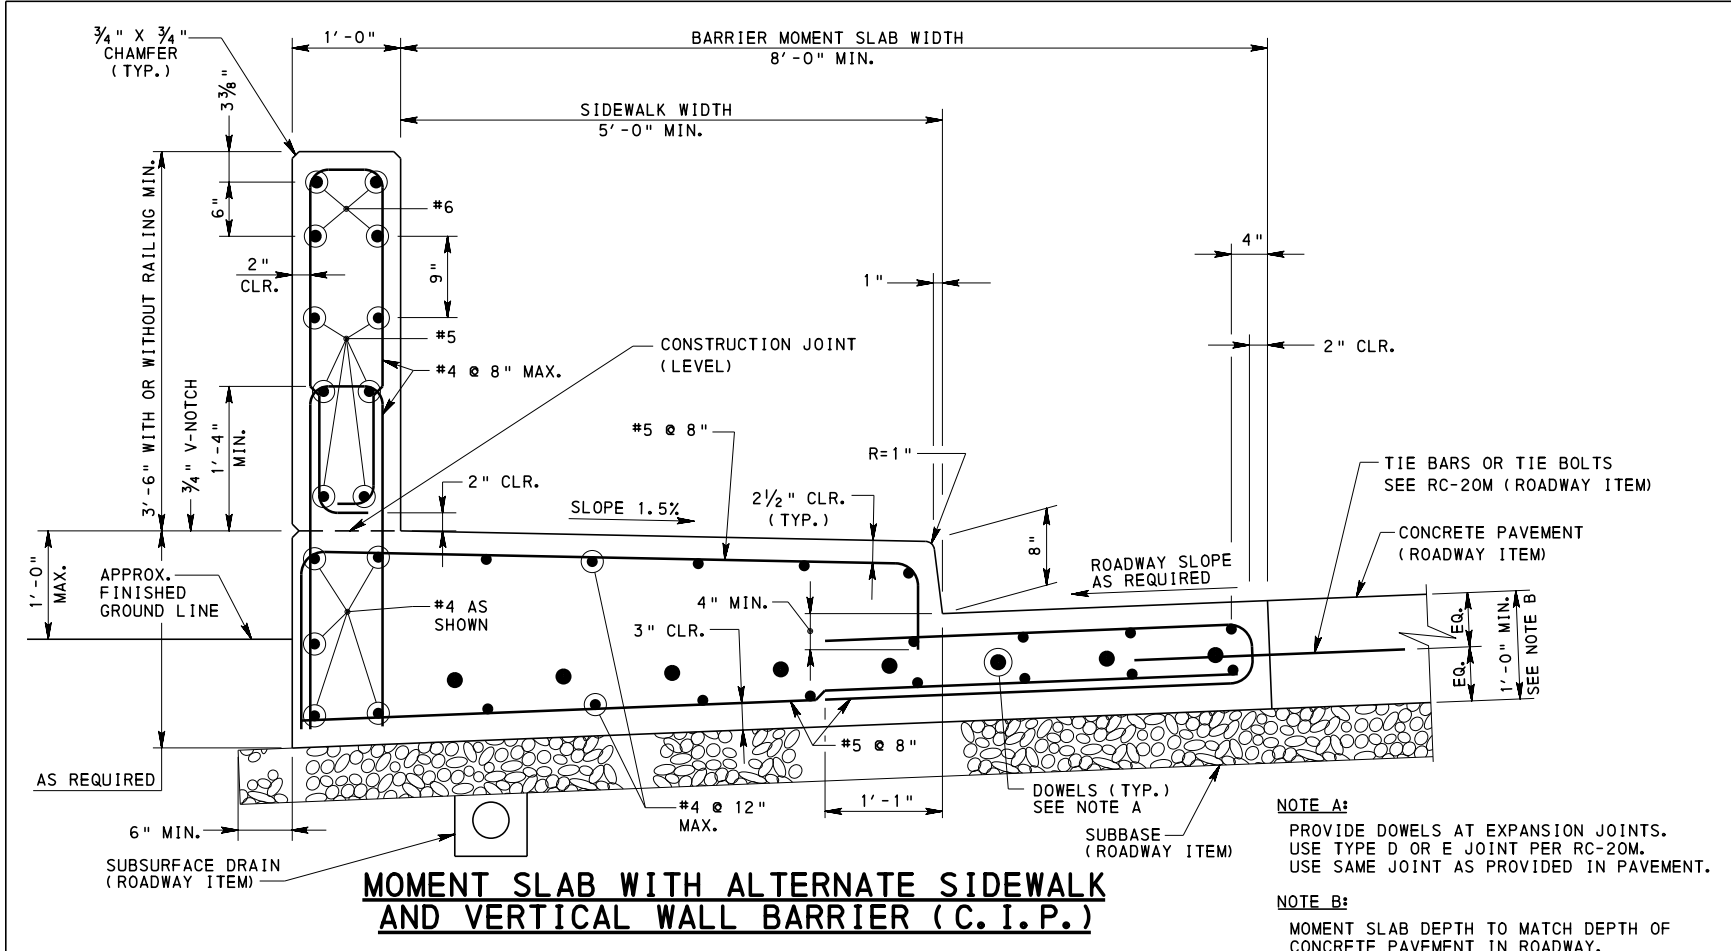 ¾" X ¾"
CHAMFER
(TYP.)
1'-0"
BARRIER MOMENT SLAB WIDTH
8'-0" MIN.
3⅜"
SIDEWALK WIDTH
5'-0" MIN.
6"
#6
2"
CLR.
9"
4"
1"
3'-6" WITH OR WITHOUT RAILING MIN.
#5
CONSTRUCTION JOINT
(LEVEL)
2" CLR.
#4 @ 8" MAX.
¾" V-NOTCH
1'-4"
MIN.
#5 @ 8"
R=1"
TIE BARS OR TIE BOLTS
SEE RC-20M (ROADWAY ITEM)
2" CLR.
2½" CLR.
(TYP.)
SLOPE 1.5%
8"
CONCRETE PAVEMENT
(ROADWAY ITEM)
1'-0"
MAX.
APPROX.
FINISHED
GROUND LINE
ROADWAY SLOPE
AS REQUIRED
#4 AS
SHOWN
4" MIN.
3" CLR.
EQ.
EQ.
1'-0" MIN.
SEE NOTE B
#5 @ 8"
AS REQUIRED
#4 @ 12"
MAX.
1'-1"
DOWELS (TYP.)
SEE NOTE A
6" MIN.
SUBBASE
(ROADWAY ITEM)
SUBSURFACE DRAIN
(ROADWAY ITEM)
NOTE A:
PROVIDE DOWELS AT EXPANSION JOINTS.
USE TYPE D OR E JOINT PER RC-20M.
USE SAME JOINT AS PROVIDED IN PAVEMENT.
MOMENT SLAB WITH ALTERNATE SIDEWALK
AND VERTICAL WALL BARRIER (C.I.P.)
NOTE B:
MOMENT SLAB DEPTH TO MATCH DEPTH OF
CONCRETE PAVEMENT IN ROADWAY.